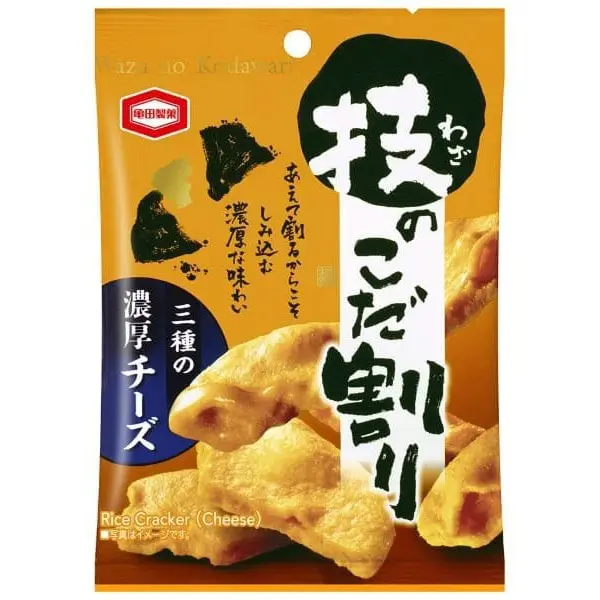 Waza no Kodawari
亀田製菓
わざ
技のこだ割り
あえて割るからこそ
しみ込む
濃厚な味わい
三種の
濃厚チーズ
Rice Cracker (Cheese)
■写真はイメージです。